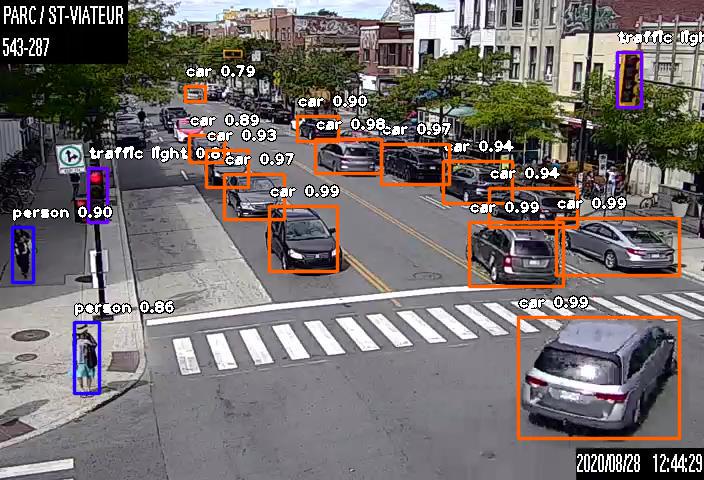 PARC / ST-VIATEUR
543-287
traffic ligh
car 0.79
car 0.90
car 0.89
car 0.98
car 0.97
car 0.93
traffic light 0.8
car 0.97
car 0.94
car 0.94
car 0.99
person 0.90
car 0.99
car 0.99
car 0.99
person 0.86
2020/08/28 12:44:29